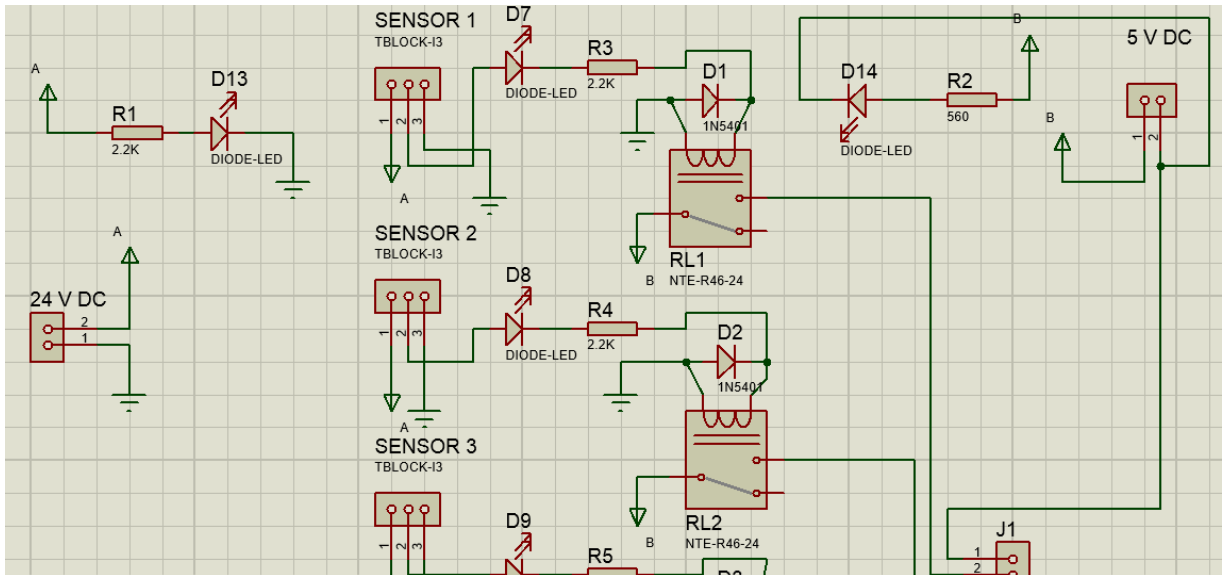 SENSOR 1
TBLOCK-I3
D7
DIODE-LED
R3
2.2K
D1
1N5401
D14
DIODE-LED
R2
560
B
5 V DC
1
2
B
A
R1
2.2K
D13
DIODE-LED
1
2
3
A
RL1
NTE-R46-24
B
SENSOR 2
TBLOCK-I3
D8
DIODE-LED
R4
2.2K
D2
1N5401
A
24 V DC
2
1
1
2
3
A
RL2
NTE-R46-24
B
SENSOR 3
TBLOCK-I3
1
2
3
D9
R5
J1
1
2